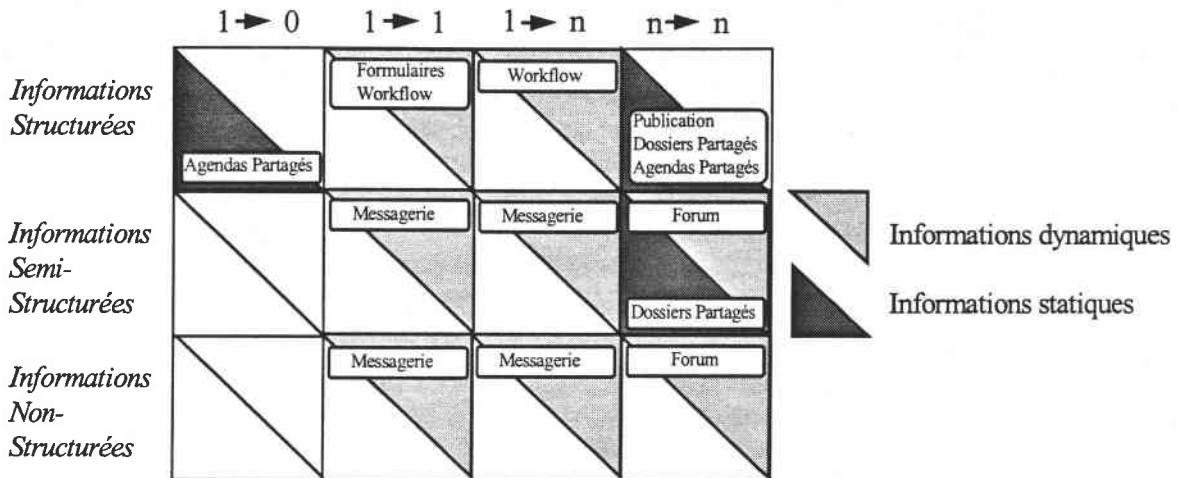 1 → 0 1 → 1 1 → n n → n
Informations
Structurées
Formulaires
Workflow
Workflow
Publication
Dossiers Partagés
Agendas Partagés
Agendas Partagés
Informations
Semi-
Structurées
Messagerie
Messagerie
Forum
Dossiers Partagés
Informations
Non-
Structurées
Messagerie
Messagerie
Forum
Informations dynamiques
Informations statiques